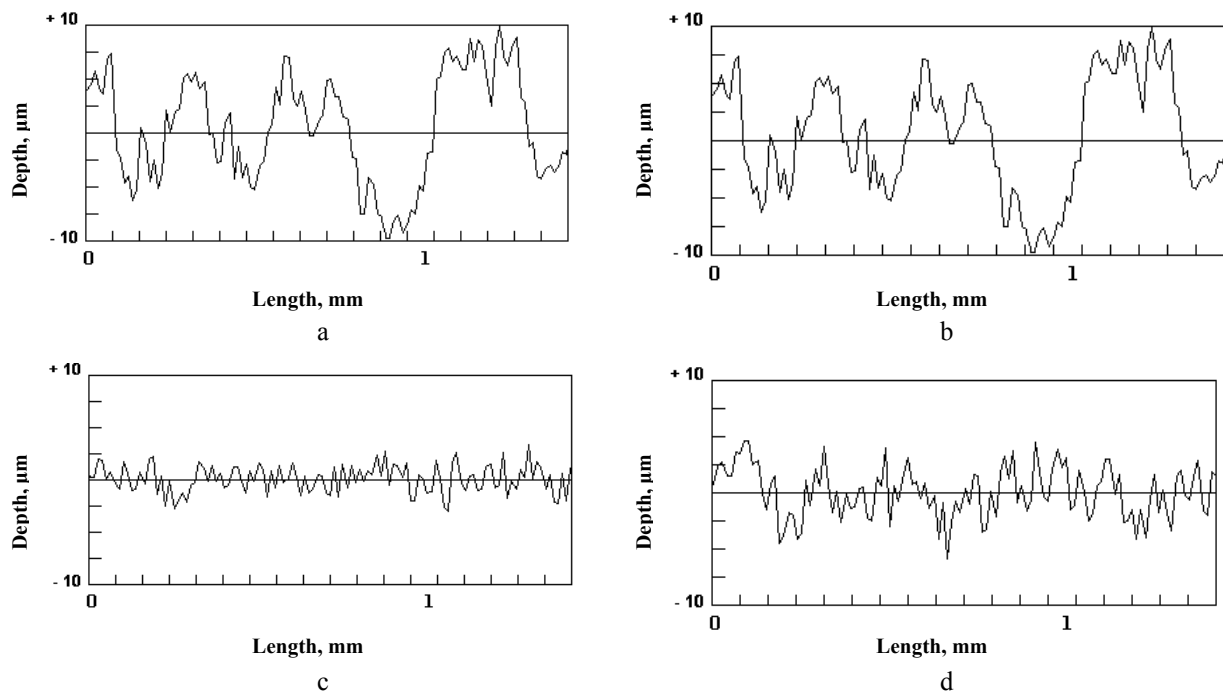 + 10
Depth, µm
- 10
0
1
Length, mm
a
+ 10
Depth, µm
- 10
0
1
Length, mm
b
+ 10
Depth, µm
- 10
0
1
Length, mm
c
+ 10
Depth, µm
- 10
0
1
Length, mm
d